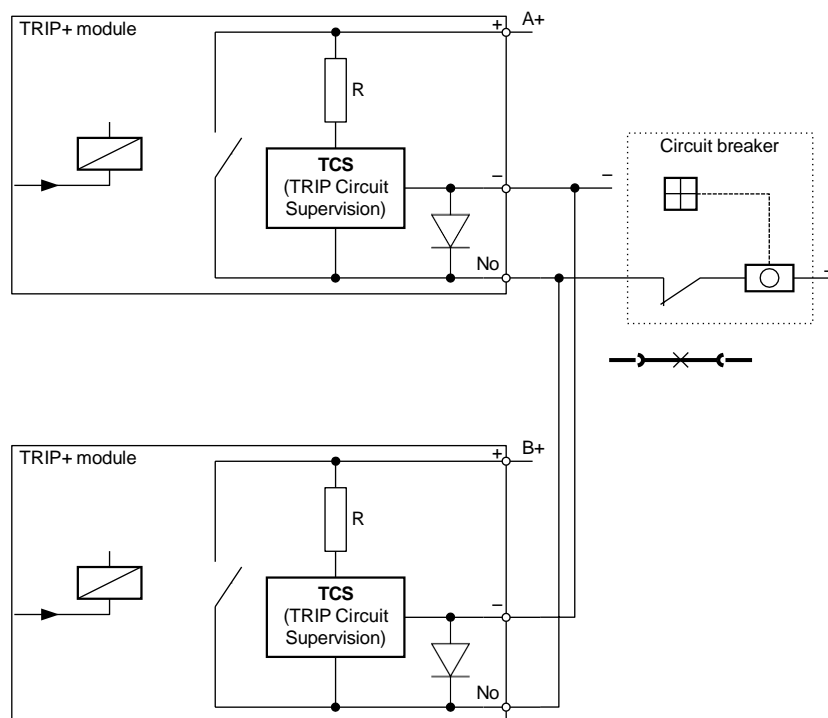 TRIP+ module
+
A+
R
TCS
(TRIP Circuit
Supervision)
−
−
No
Circuit breaker
−
TRIP+ module
+
B+
R
TCS
(TRIP Circuit
Supervision)
−
No